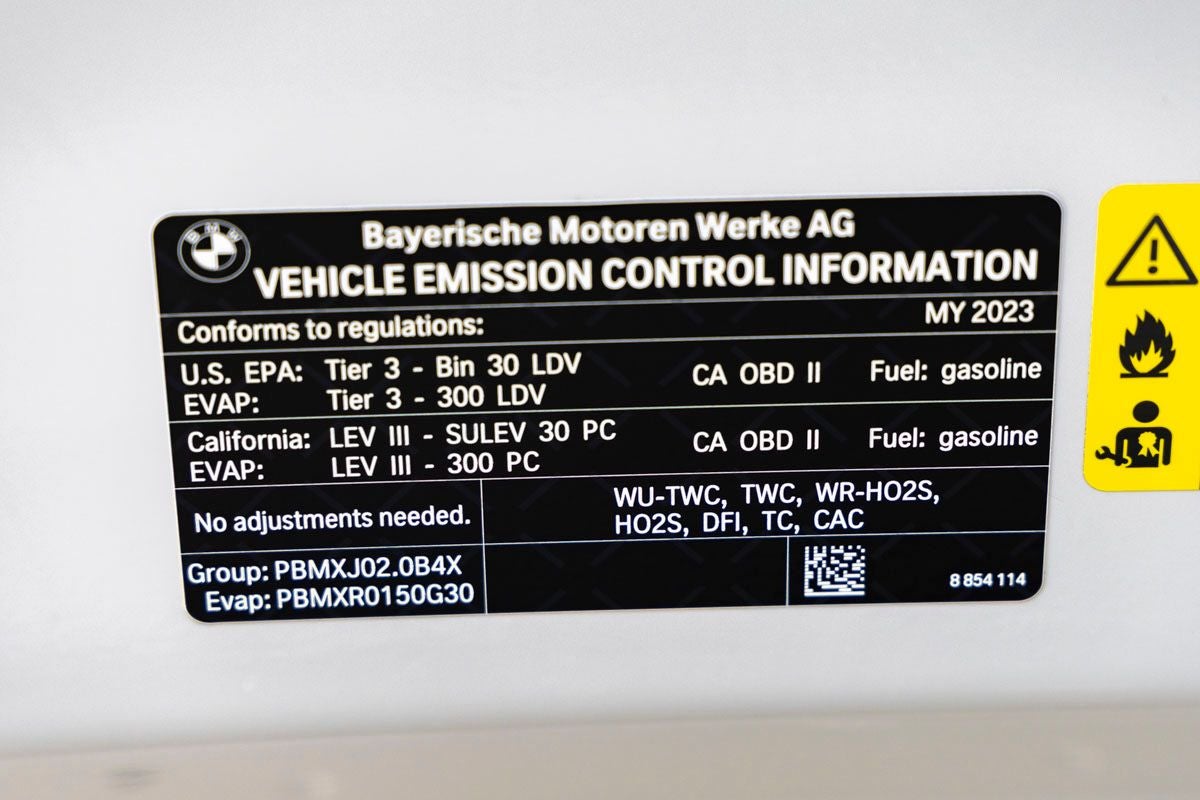 BMW
Bayerische Motoren Werke AG
VEHICLE EMISSION CONTROL INFORMATION
Conforms to regulations: MY 2023
U.S. EPA: Tier 3 - Bin 30 LDV CA OBD II Fuel: gasoline
EVAP: Tier 3 - 300 LDV
California: LEV III - SULEV 30 PC CA OBD II Fuel: gasoline
EVAP: LEV III - 300 PC
No adjustments needed.
WU-TWC, TWC, WR-HO2S,
HO2S, DFI, TC, CAC
Group: PBMXJ02.0B4X
Evap: PBMXR0150G30
8 854 114